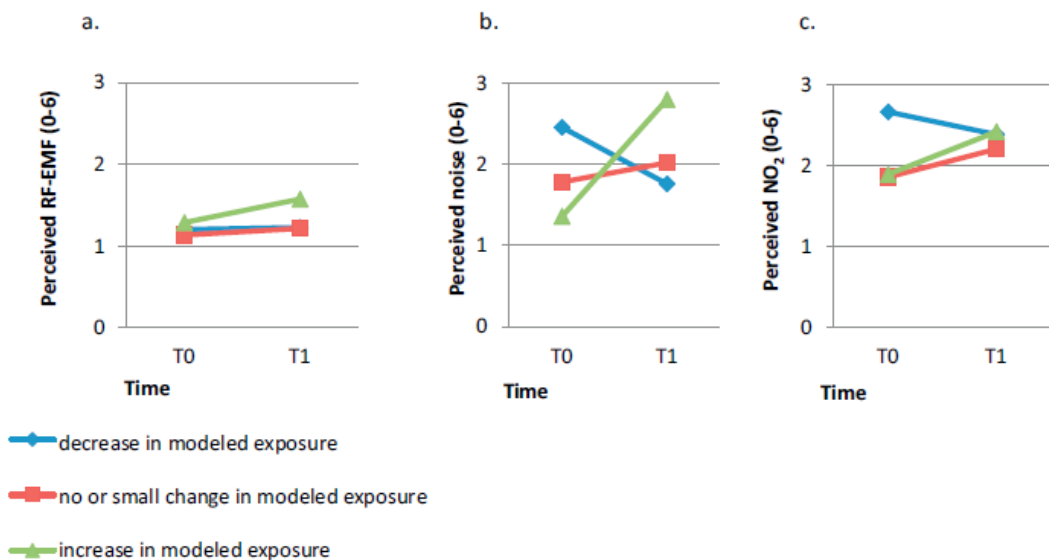 a.
Perceived RF-EMF (0-6)
3
2
1
0
T0
T1
Time
b.
Perceived noise (0-6)
3
2
1
0
T0
T1
Time
c.
Perceived NO₂ (0-6)
3
2
1
0
T0
T1
Time
decrease in modeled exposure
no or small change in modeled exposure
increase in modeled exposure